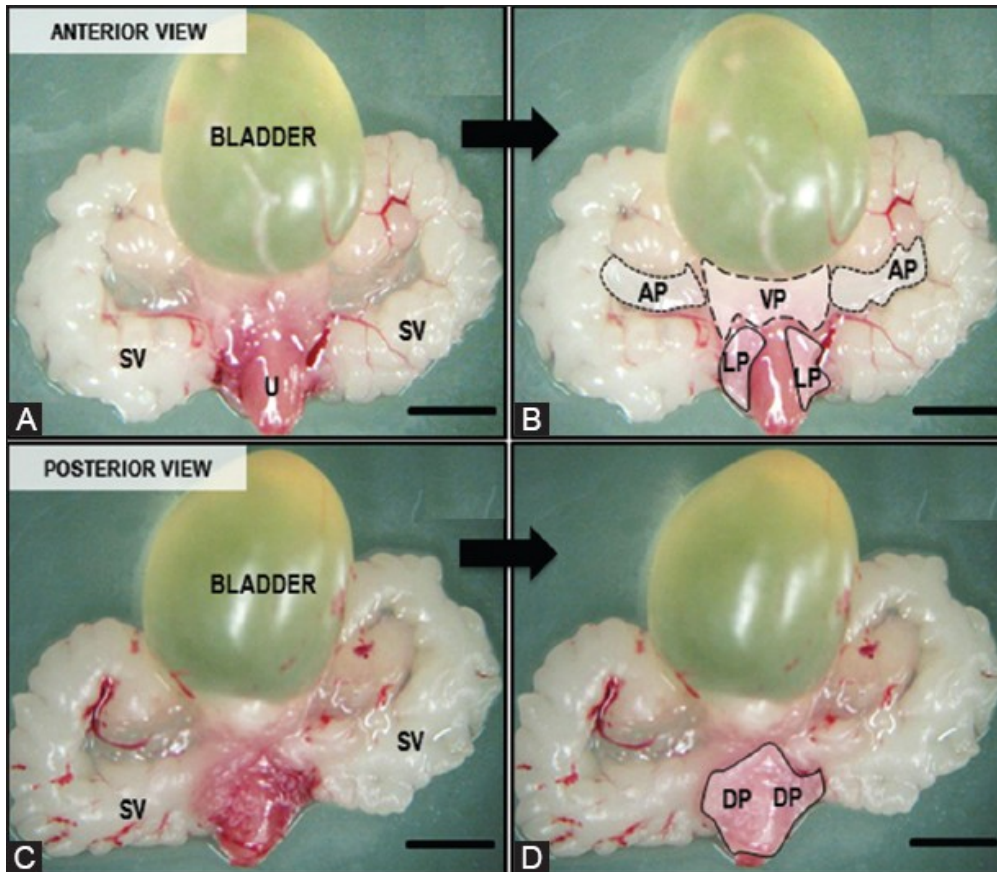 ANTERIOR VIEW
BLADDER
SV
SV
U
A
AP
AP
VP
LP
LP
B
POSTERIOR VIEW
BLADDER
SV
SV
C
DP DP
D